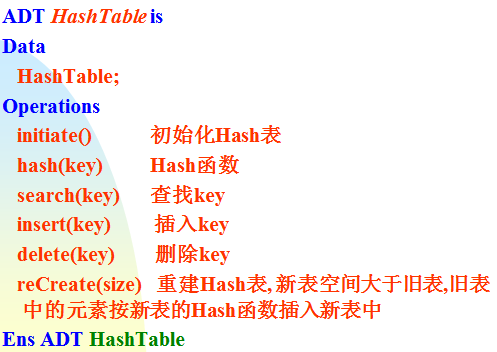 ADT HashTable is
Data
HashTable;
Operations
initiate() 初始化Hash表
hash(key) Hash函数
search(key) 查找key
insert(key) 插入key
delete(key) 删除key
reCreate(size) 重建Hash表, 新表空间大于旧表,旧表
中的元素按新表的Hash函数插入新表中
Ens ADT HashTable